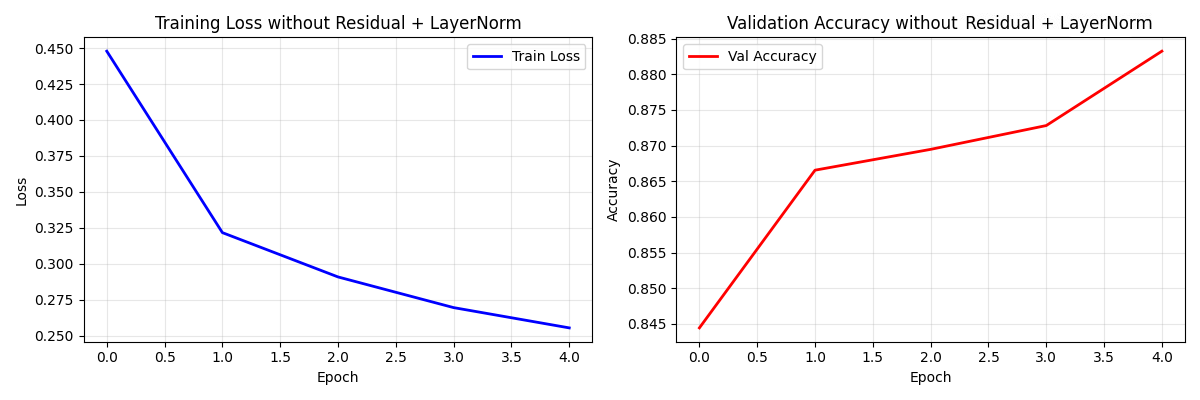 Training Loss without Residual + LayerNorm
0.450
0.425
0.400
0.375
0.350
0.325
0.300
0.275
0.250
Loss
Train Loss
0.0 0.5 1.0 1.5 2.0 2.5 3.0 3.5 4.0
Epoch
Validation Accuracy without Residual + LayerNorm
0.885
0.880
0.875
0.870
0.865
0.860
0.855
0.850
0.845
Accuracy
Val Accuracy
0.0 0.5 1.0 1.5 2.0 2.5 3.0 3.5 4.0
Epoch